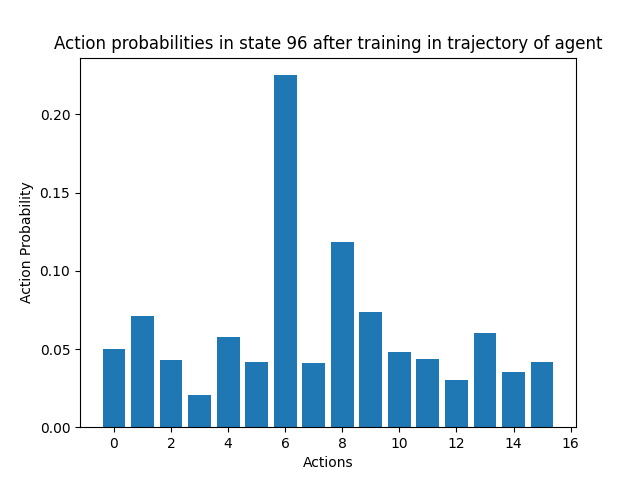 Action probabilities in state 96 after training in trajectory of agent
Action Probability
0.20
0.15
0.10
0.05
0.00
0 2 4 6 8 10 12 14 16
Actions